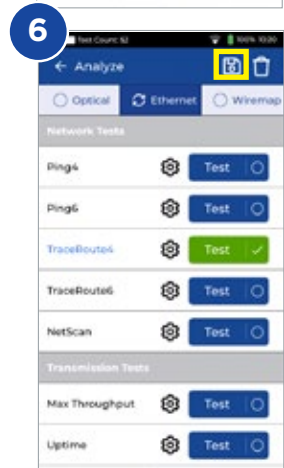 6
Test Count: 52 100% 10:20
← Analyze
Optical Ethernet Wiremap
Network Tests
Ping4 Test
Ping6 Test
TraceRoute4 Test
TraceRoute6 Test
NetScan Test
Transmission Tests
Max Throughput Test
Uptime Test